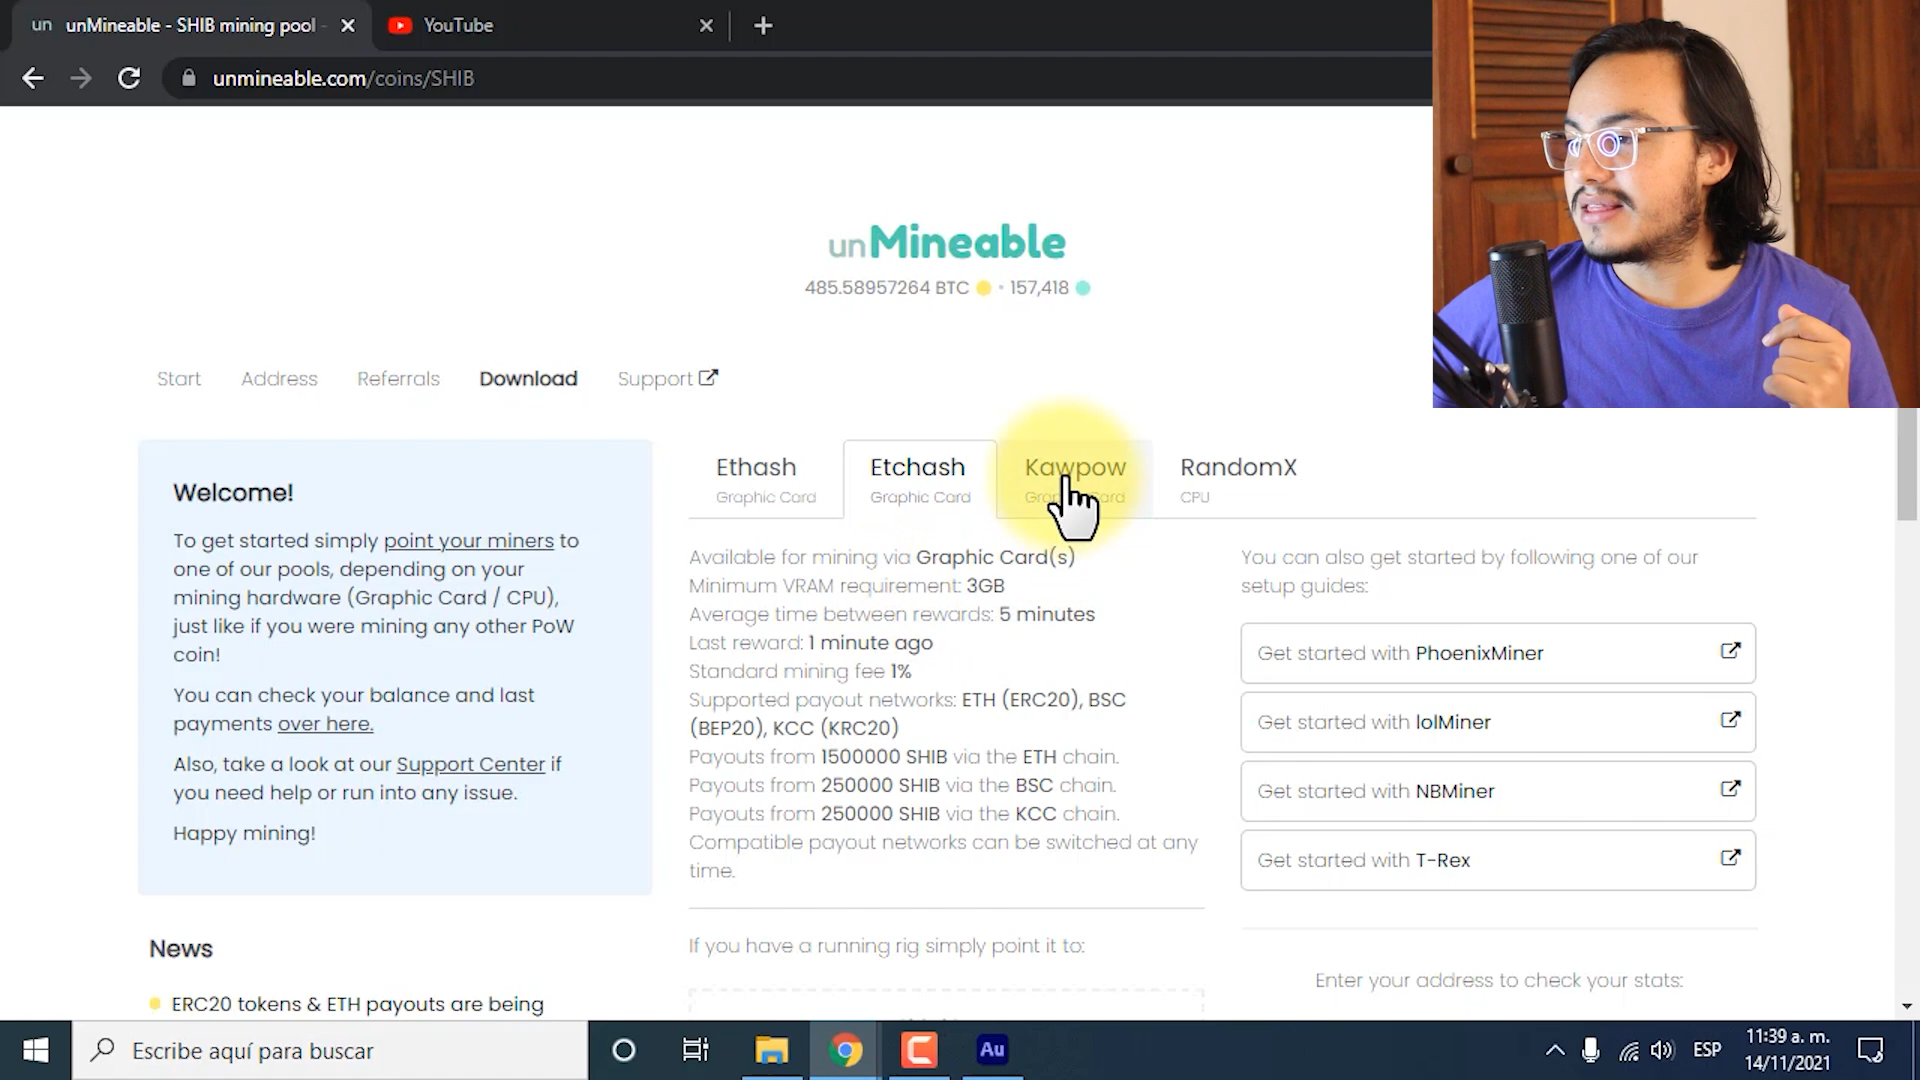 un unMineable - SHIB mining pool -
YouTube
unmineable.com/coins/SHIB
unMineable
485.58957264 BTC • 157,418
Start Address Referrals Download Support
Welcome!
To get started simply point your miners to
one of our pools, depending on your
mining hardware (Graphic Card / CPU),
just like if you were mining any other PoW
coin!
You can check your balance and last
payments over here.
Also, take a look at our Support Center if
you need help or run into any issue.
Happy mining!
News
ERC20 tokens & ETH payouts are being
Ethash
Graphic Card
Etchash
Graphic Card
Kawpow
Graphic Card
RandomX
CPU
Available for mining via Graphic Card(s)
Minimum VRAM requirement: 3GB
Average time between rewards: 5 minutes
Last reward: 1 minute ago
Standard mining fee 1%
Supported payout networks: ETH (ERC20), BSC
(BEP20), KCC (KRC20)
Payouts from 1500000 SHIB via the ETH chain.
Payouts from 250000 SHIB via the BSC chain.
Payouts from 250000 SHIB via the KCC chain.
Compatible payout networks can be switched at any
time.
If you have a running rig simply point it to:
You can also get started by following one of our
setup guides:
Get started with PhoenixMiner
Get started with lolMiner
Get started with NBMiner
Get started with T-Rex
Enter your address to check your stats:
Escribe aquí para buscar
Au
ESP
11:39 a. m.
14/11/2021